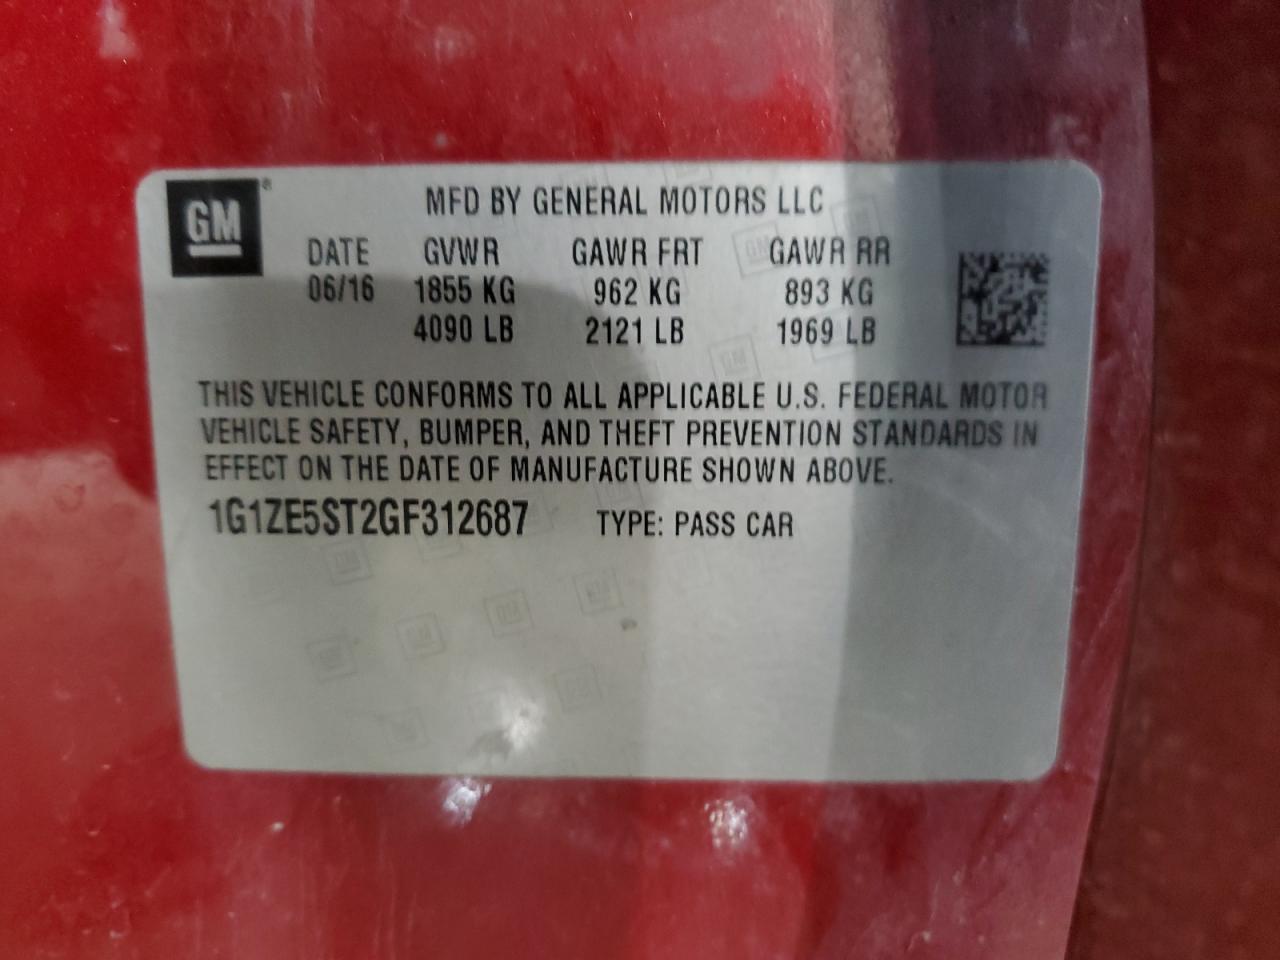 GM®
MFD BY GENERAL MOTORS LLC
DATE GVWR GAWR FRT GAWR RR
06/16 1855 KG 962 KG 893 KG
4090 LB 2121 LB 1969 LB
THIS VEHICLE CONFORMS TO ALL APPLICABLE U.S. FEDERAL MOTOR
VEHICLE SAFETY, BUMPER, AND THEFT PREVENTION STANDARDS IN
EFFECT ON THE DATE OF MANUFACTURE SHOWN ABOVE.
1G1ZE5ST2GF312687 TYPE: PASS CAR